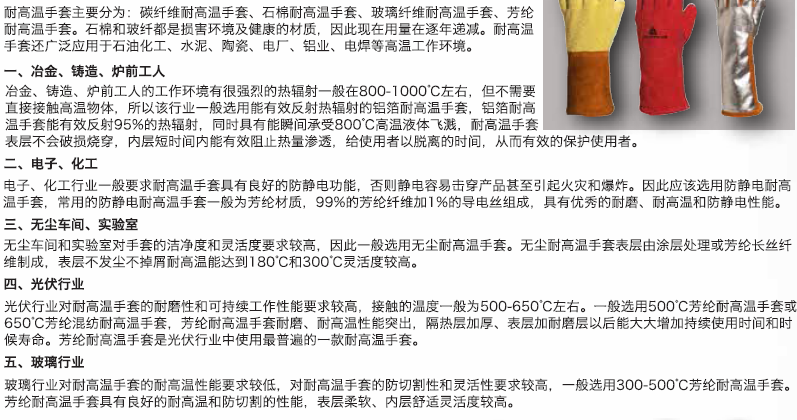 耐高温手套主要分为：碳纤维耐高温手套、石棉耐高温手套、玻璃纤维耐高温手套、芳纶
耐高温手套。石棉和玻纤都是损害环境及健康的材质，因此现在用量在逐年递减。耐高温
手套还广泛应用于石油化工、水泥、陶瓷、电厂、铝业、电焊等高温工作环境。
一、冶金、铸造、炉前工人
冶金、铸造、炉前工人的工作环境有很强烈的热辐射一般在800-1000℃左右，但不需要
直接接触高温物体，所以该行业一般选用能有效反射热辐射的铝箔耐高温手套，铝箔耐高
温手套能有效反射95%的热辐射，同时具有能瞬间承受800℃高温液体飞溅，耐高温手套
表层不会破损烧穿，内层短时间内能有效阻止热量渗透，给使用者以脱离的时间，从而有效的保护使用者。
二、电子、化工
电子、化工行业一般要求耐高温手套具有良好的防静电功能，否则静电容易击穿产品甚至引起火灾和爆炸。因此应该选用防静电耐高
温手套，常用的防静电耐高温手套一般为芳纶材质，99%的芳纶纤维加1%的导电丝组成，具有优秀的耐磨、耐高温和防静电性能。
三、无尘车间、实验室
无尘车间和实验室对手套的洁净度和灵活度要求较高，因此一般选用无尘耐高温手套。无尘耐高温手套表层由涂层处理或芳纶长丝纤
维制成，表层不发尘不掉屑耐高温能达到180℃和300℃灵活度较高。
四、光伏行业
光伏行业对耐高温手套的耐磨性和可持续工作性能要求较高，接触的温度一般为500-650℃左右。一般选用500℃芳纶耐高温手套或
650℃芳纶混纺耐高温手套，芳纶耐高温手套耐磨、耐高温性能突出，隔热层加厚、表层加耐磨层以后能大大增加持续使用时间和时
候寿命。芳纶耐高温手套是光伏行业中使用最普遍的一款耐高温手套。
五、玻璃行业
玻璃行业对耐高温手套的耐高温性能要求较低，对耐高温手套的防切割性和灵活性要求较高，一般选用300-500℃芳纶耐高温手套。
芳纶耐高温手套具有良好的耐高温和防切割的性能，表层柔软、内层舒适灵活度较高。